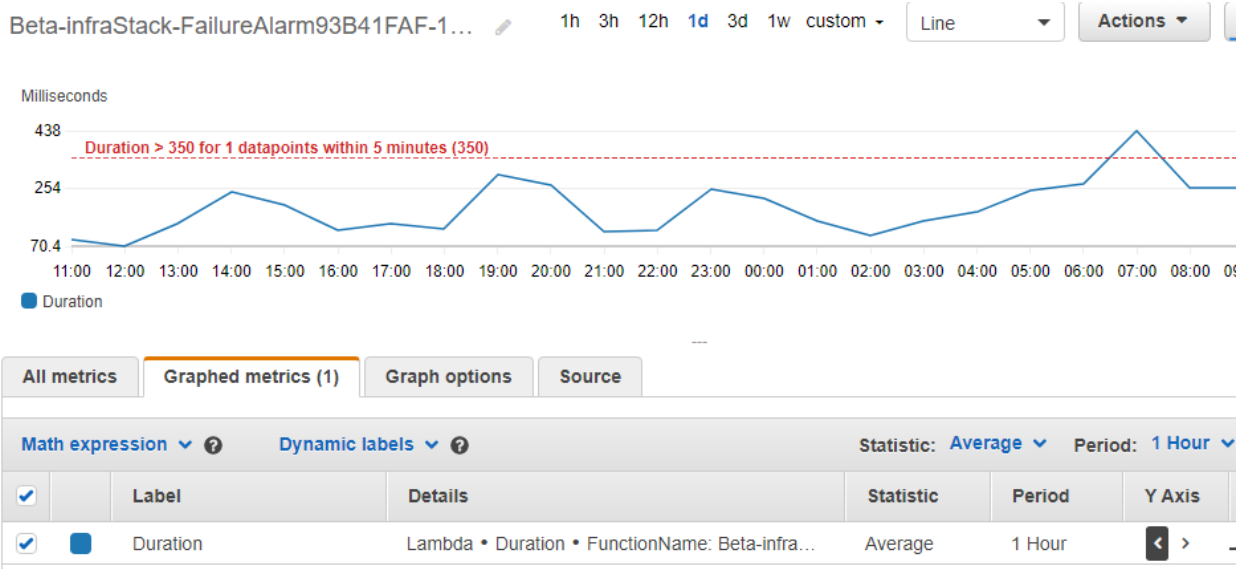 Beta-infraStack-FailureAlarm93B41FAF-1... 1h 3h 12h 1d 3d 1w custom Line Actions
Milliseconds
438
Duration > 350 for 1 datapoints within 5 minutes (350)
254
70.4
11:00 12:00 13:00 14:00 15:00 16:00 17:00 18:00 19:00 20:00 21:00 22:00 23:00 00:00 01:00 02:00 03:00 04:00 05:00 06:00 07:00 08:00
Duration
All metrics Graphed metrics (1) Graph options Source
Math expression ? Dynamic labels ? Statistic: Average Period: 1 Hour
Label Details Statistic Period Y Axis
Duration Lambda • Duration • FunctionName: Beta-infra... Average 1 Hour < >